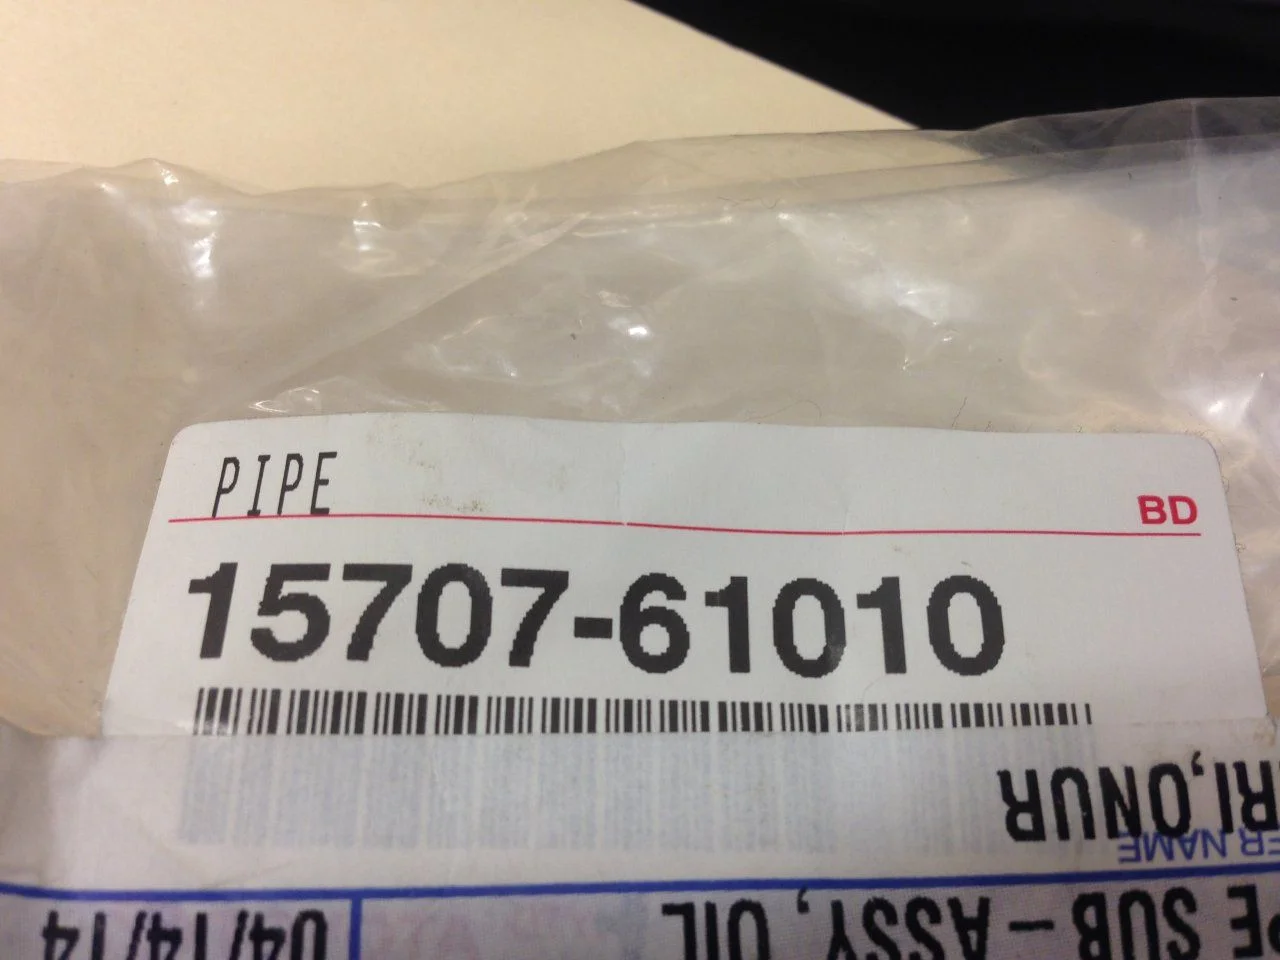 PIPE
BD
15707-61010
RI,ONUR
ER NAME
PE SUB-ASSY, OIL
04/14/14